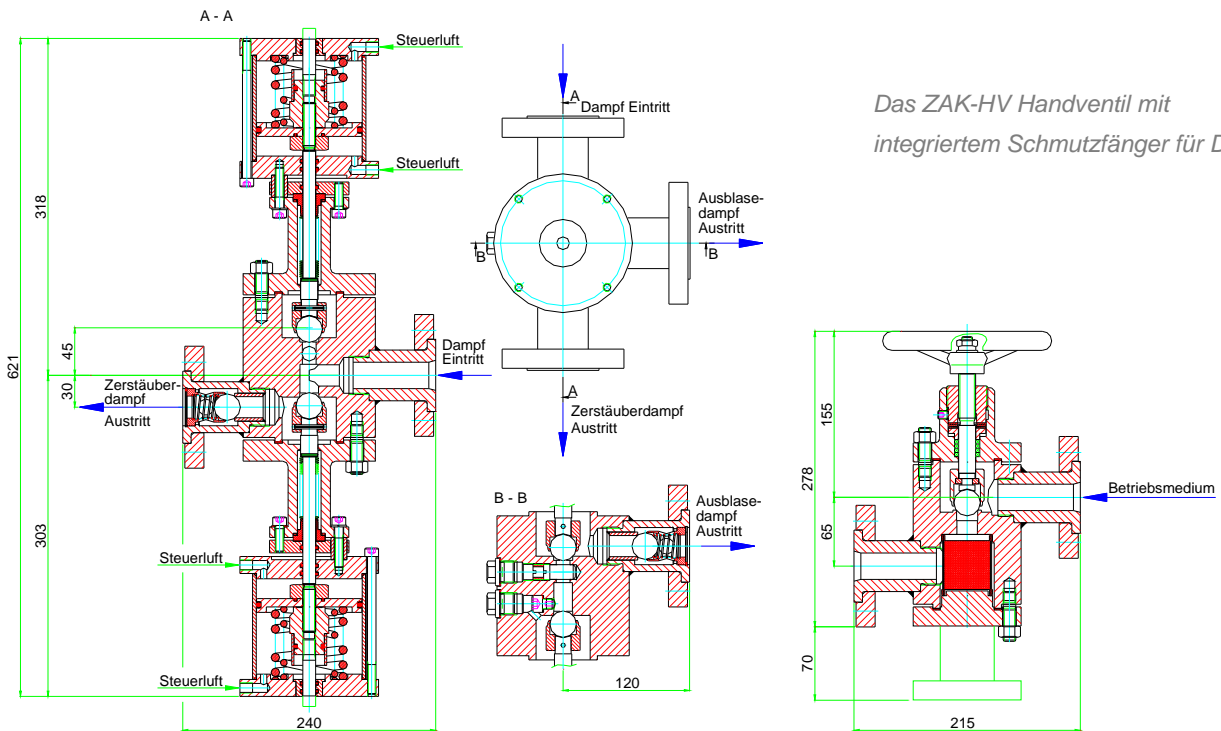 A - A
Steuerluft
Steuerluft
318
621
45
30
303
Dampf
Eintritt
Zerstäuber-
dampf
Austritt
Steuerluft
Steuerluft
240
A
Dampf Eintritt
Ausblase-
dampf
Austritt
B
B
A
Zerstäuberdampf
Austritt
B - B
Ausblase-
dampf
Austritt
120
Das ZAK-HV Handventil mit
integriertem Schmutzfänger für D
155
278
65
70
Betriebsmedium
215